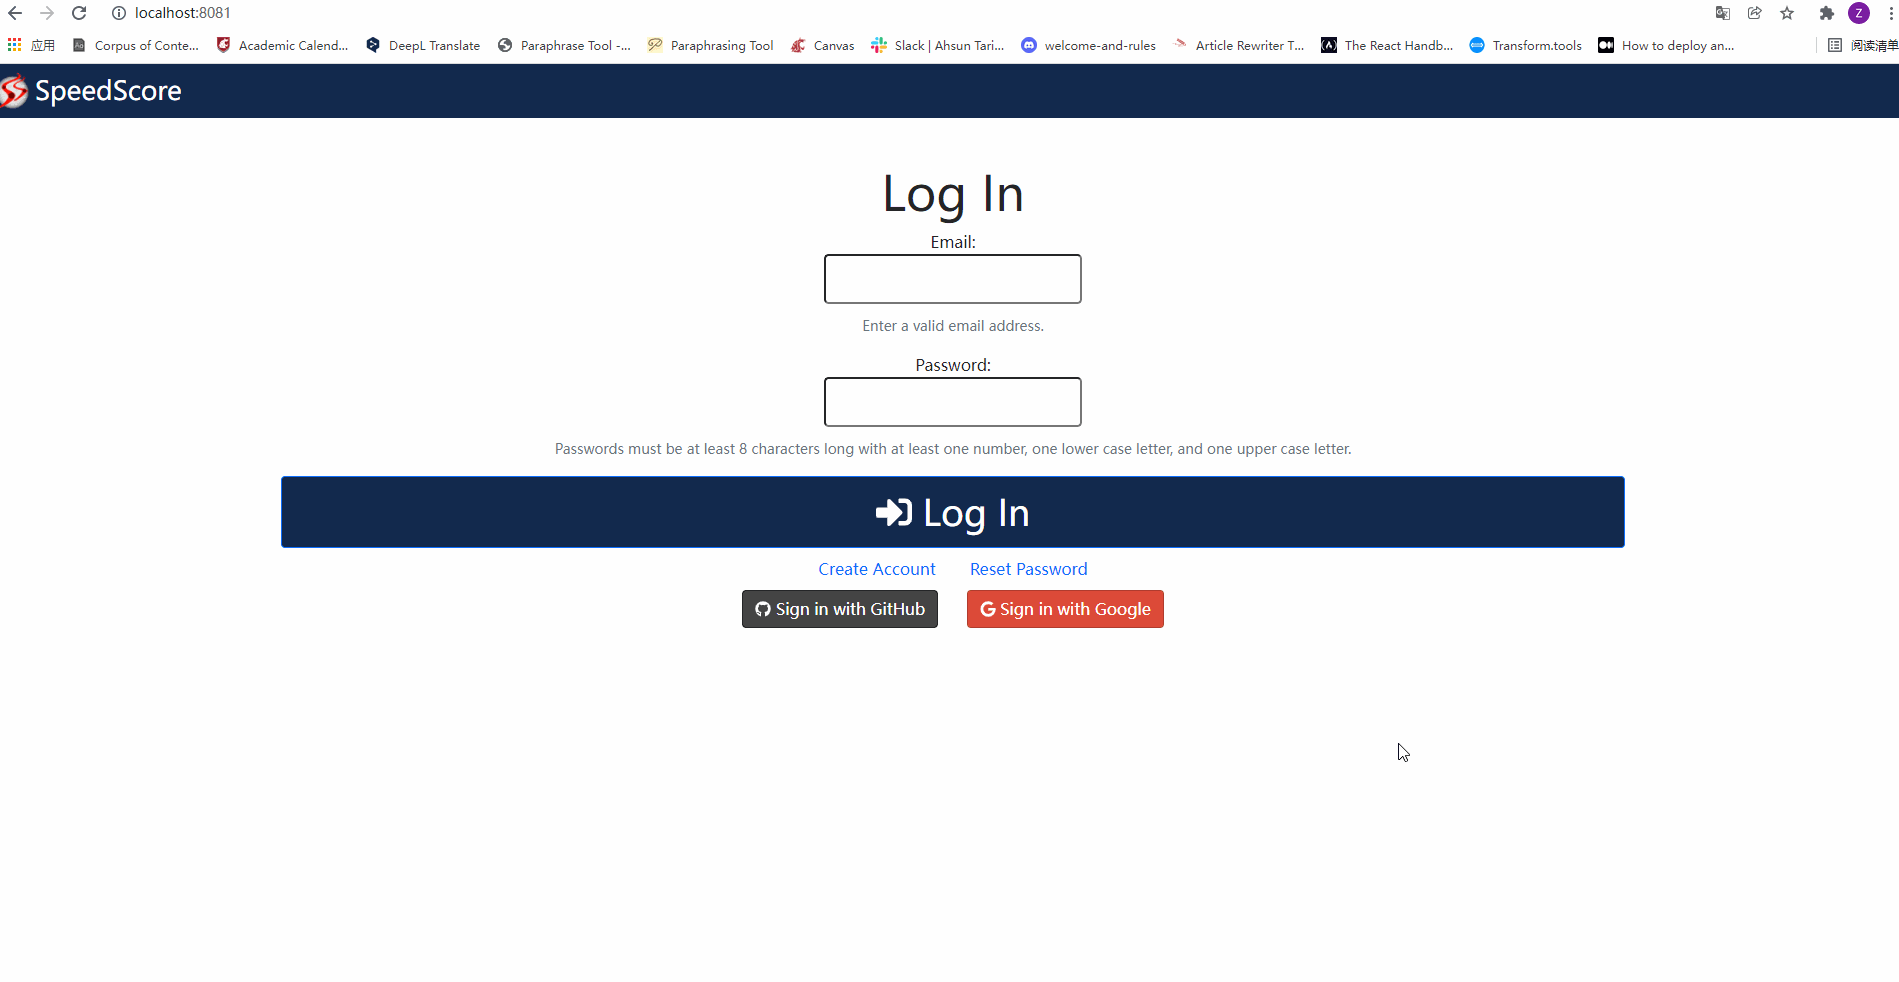 localhost:8081
Z
应用 Corpus of Conte... Academic Calend... DeepL Translate Paraphrase Tool -... Paraphrasing Tool Canvas Slack | Ahsun Tari... welcome-and-rules Article Rewriter T... The React Handb... Transform.tools How to deploy an... 阅读清单
SpeedScore
Log In
Email:
Enter a valid email address.
Password:
Passwords must be at least 8 characters long with at least one number, one lower case letter, and one upper case letter.
Log In
Create Account Reset Password
Sign in with GitHub Sign in with Google